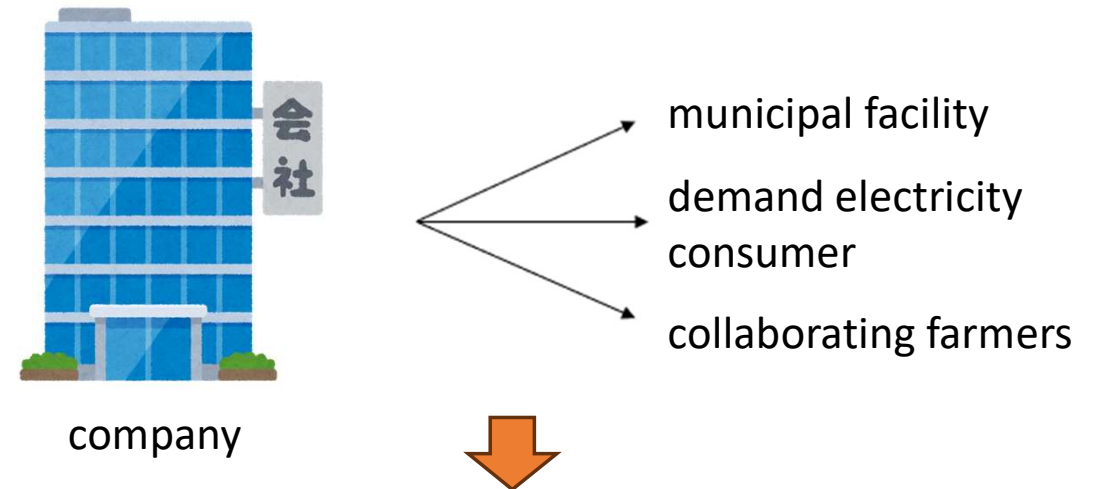 会
社
municipal facility
demand electricity
consumer
collaborating farmers
company